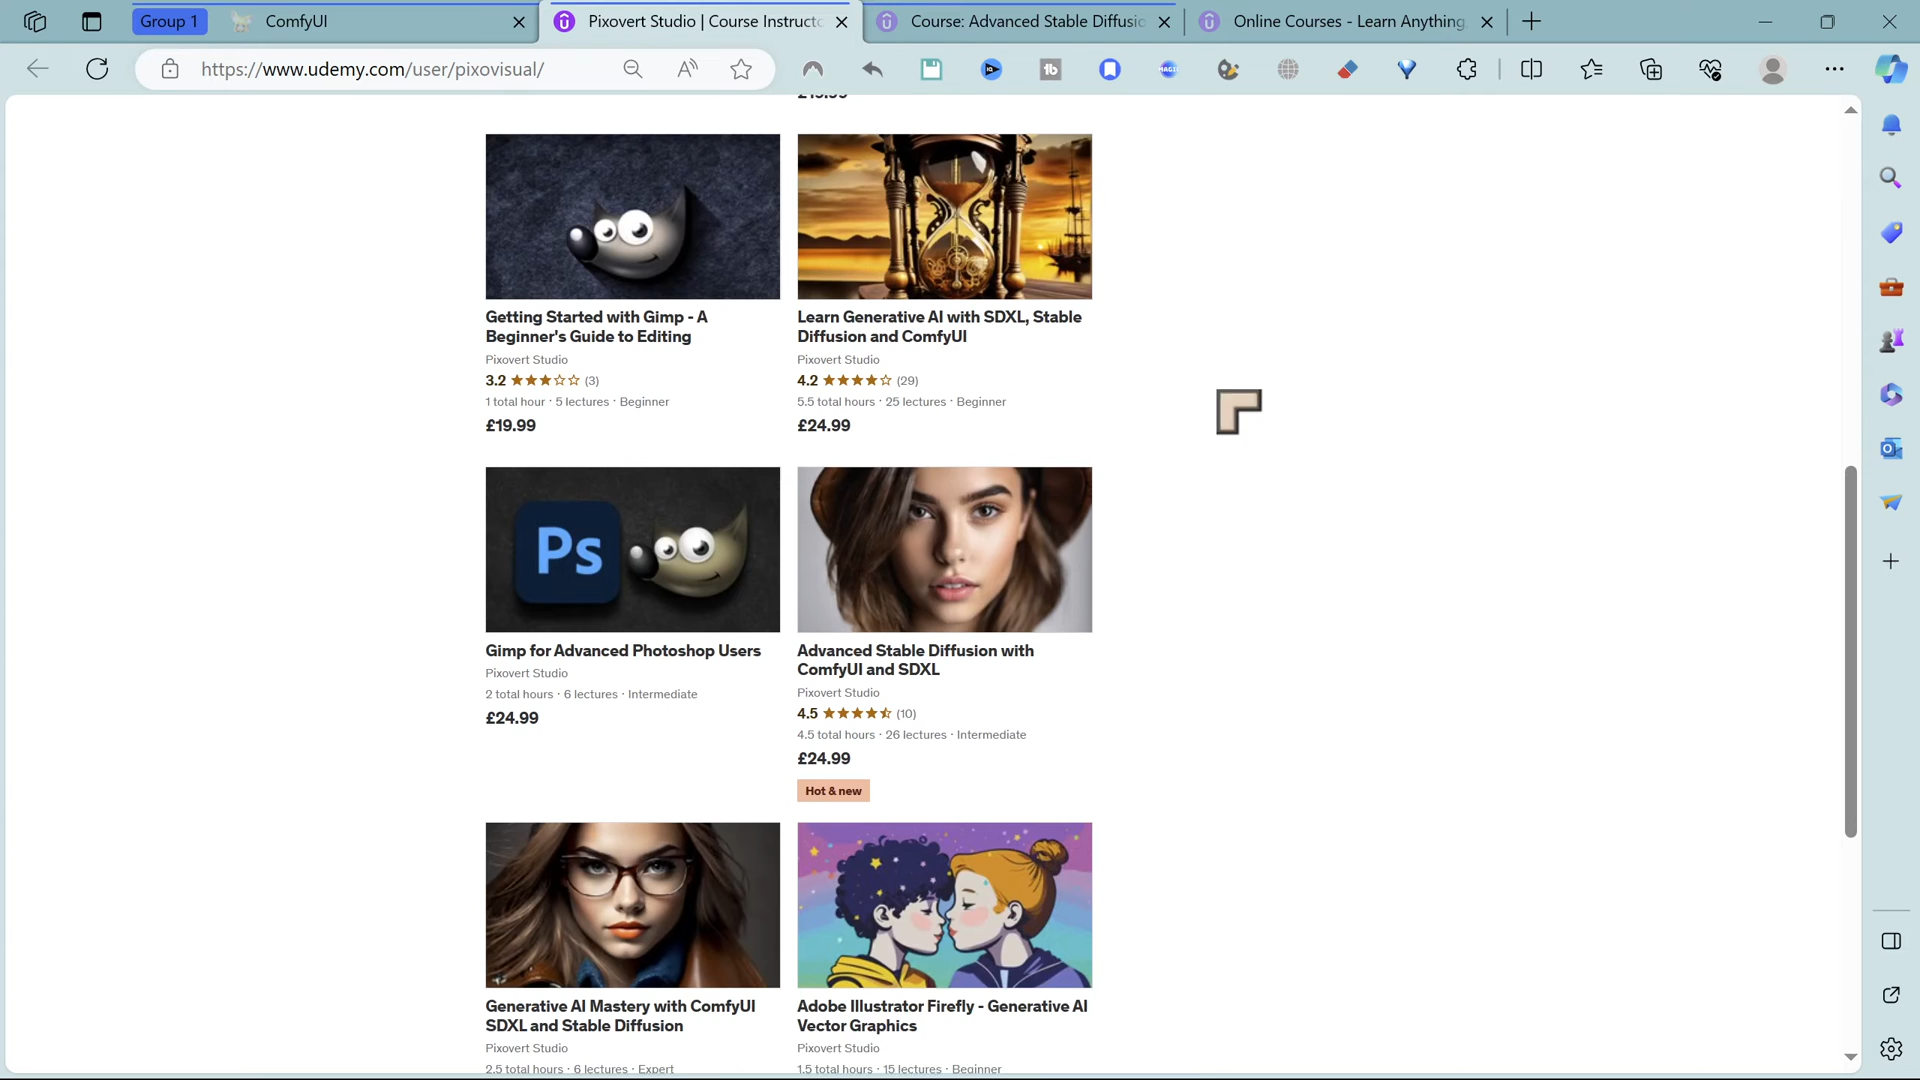 Group 1
ComfyUI
Pixovert Studio | Course Instructo
Course: Advanced Stable Diffusio
Online Courses - Learn Anything,
https://www.udemy.com/user/pixovisual/
Getting Started with Gimp - A
Beginner's Guide to Editing
Pixovert Studio
3.2 (3)
1 total hour · 5 lectures · Beginner
£19.99
Learn Generative AI with SDXL, Stable
Diffusion and ComfyUI
Pixovert Studio
4.2 (29)
5.5 total hours · 25 lectures · Beginner
£24.99
Ps
Gimp for Advanced Photoshop Users
Pixovert Studio
2 total hours · 6 lectures · Intermediate
£24.99
Advanced Stable Diffusion with
ComfyUI and SDXL
Pixovert Studio
4.5 (10)
4.5 total hours · 26 lectures · Intermediate
£24.99
Hot & new
Generative AI Mastery with ComfyUI
SDXL and Stable Diffusion
Pixovert Studio
2.5 total hours · 6 lectures · Expert
Adobe Illustrator Firefly - Generative AI
Vector Graphics
Pixovert Studio
1.5 total hours · 15 lectures · Beginner